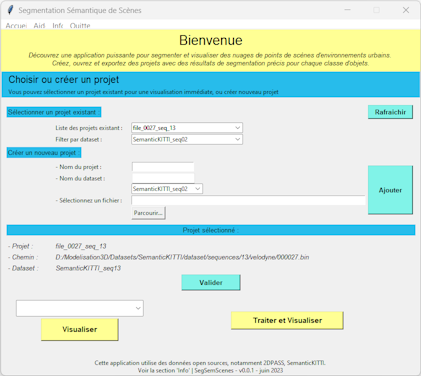 Segmentation Sémantique de Scènes
Accuei Aid Info Quitte
Bienvenue
Découvrez une application puissante pour segmenter et visualiser des nuages de points de scènes d'environements urbains.
Créez, ouvrez et exportez des projets avec des résultats de segmentation précis pour chaque classe d'objets.
Choisir ou créer un projet
Vous pouvez sélectionner un projet existant pour une visualisation immédiate, ou créer nouveau projet
Sélectionner un projet existant :
Rafraichir
Liste des projets existant : file_0027_seq_13
Filter par dataset : SemanticKITTI_seq02
Créer un nouveau projet :
- Nom du projet :
- Nom du dataset :
SemanticKITTI_seq02
Ajouter
- Sélectionnez un fichier :
Parcourir...
Projet sélectionné :
- Projet : file_0027_seq_13
- Chemin : D:/Modelisation3D/Datasets/SemanticKITTI/dataset/sequences/13/velodyne/000027.bin
- Dataset : SemanticKITTI_seq13
Valider
Visualiser
Traiter et Visualiser
Cette application utilise des données open sources, notamment 2DPASS, SemanticKITTI.
Voir la section 'Info' | SegSemScenes - v0.0.1 - juin 2023